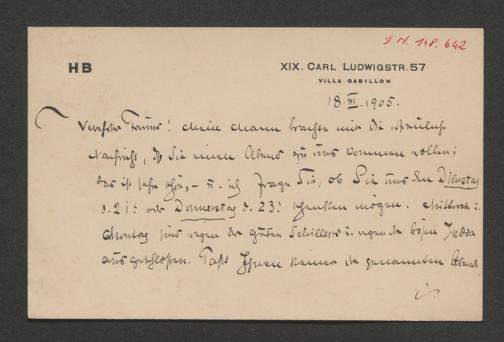 I.N. 148.642
HB
XIX. CARL LUDWIGSTR. 57
VILLA GABILLON
18. III. 1905.
Verehrter Freund! Mein Mann brachte mir die erfreuliche
Nachricht, dß Sie einen Abend zu uns kommen wollen;
das ist sehr schön, – u. ich frage Sie, ob Sie uns den Dienstag
d. 21. oder Donnerstag d. 23. schenken mögen. Mittwoch u.
Montag sind wegen des guten Schillers u. wegen der bösen Hedda
ausgeschlossen. Paßt Ihnen keiner der genannten Abende